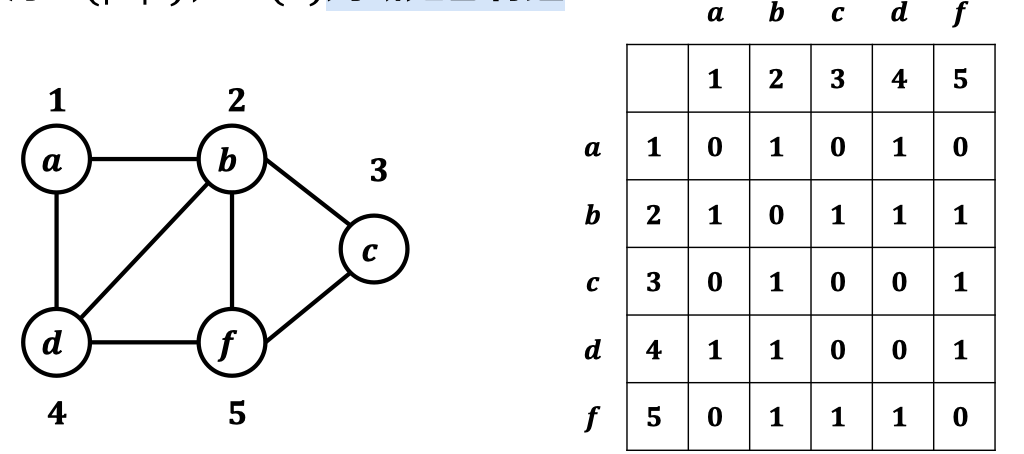 a b c d f
1 2 3 4 5
a 1 0 1 0 1 0
b 2 1 0 1 1 1
c 3 0 1 0 0 1
d 4 1 1 0 0 1
f 5 0 1 1 1 0
1 2
a b
3
c
d f
4 5